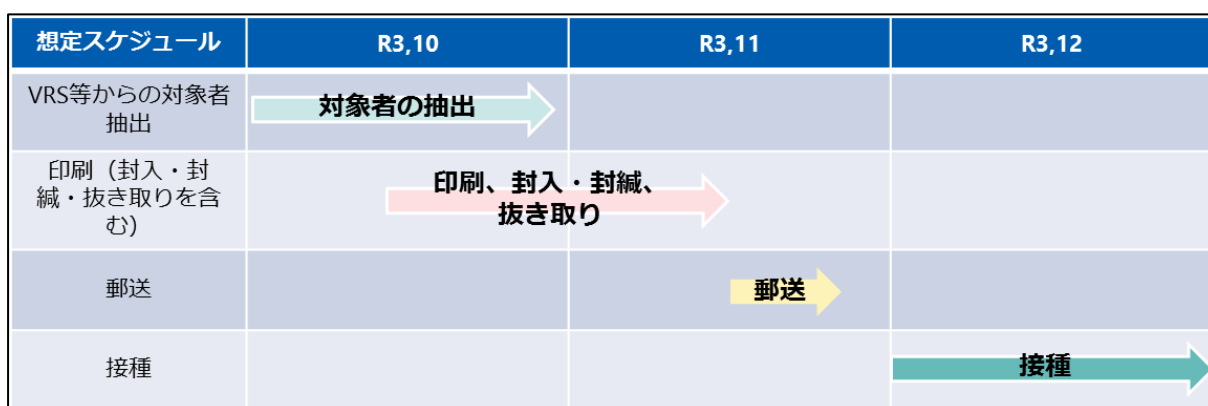 想定スケジュール R3,10 R3,11 R3,12
VRS等からの対象者
抽出
対象者の抽出
印刷（封入・封
緘・抜き取りを含
む）
印刷、封入・封緘、
抜き取り
郵送
郵送
接種
接種